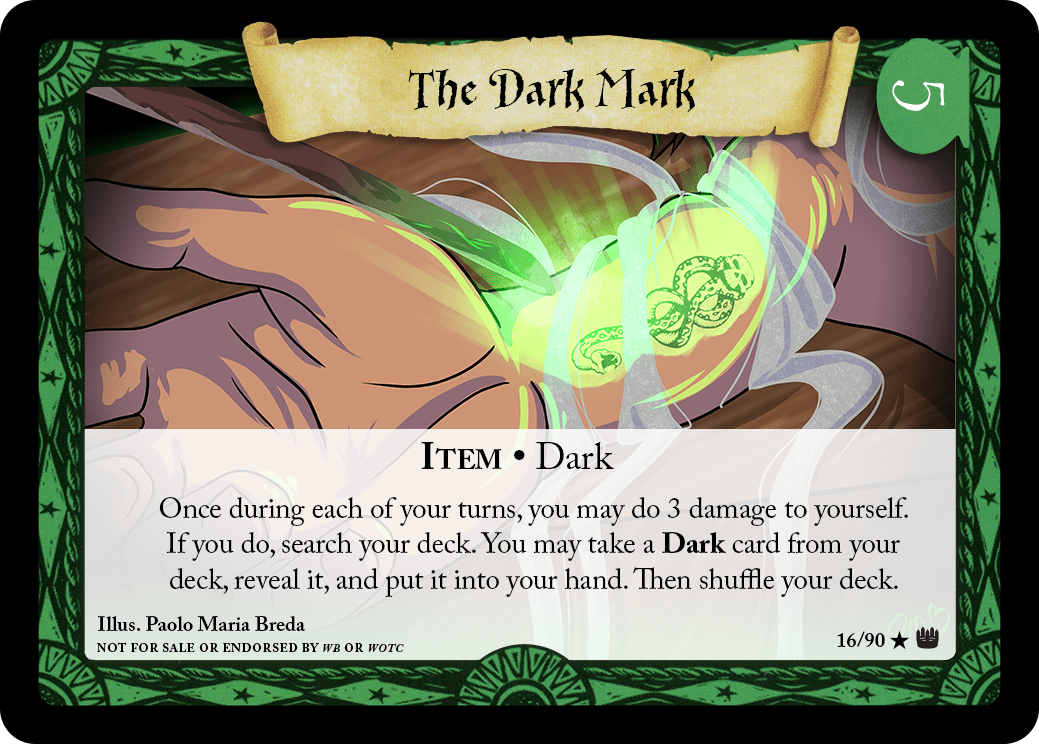 The Dark Mark
5
ITEM • Dark
Once during each of your turns, you may do 3 damage to yourself.
If you do, search your deck. You may take a Dark card from your
deck, reveal it, and put it into your hand. Then shuffle your deck.
Illus. Paolo Maria Breda
NOT FOR SALE OR ENDORSED BY WB OR WOTC
16/90 ★